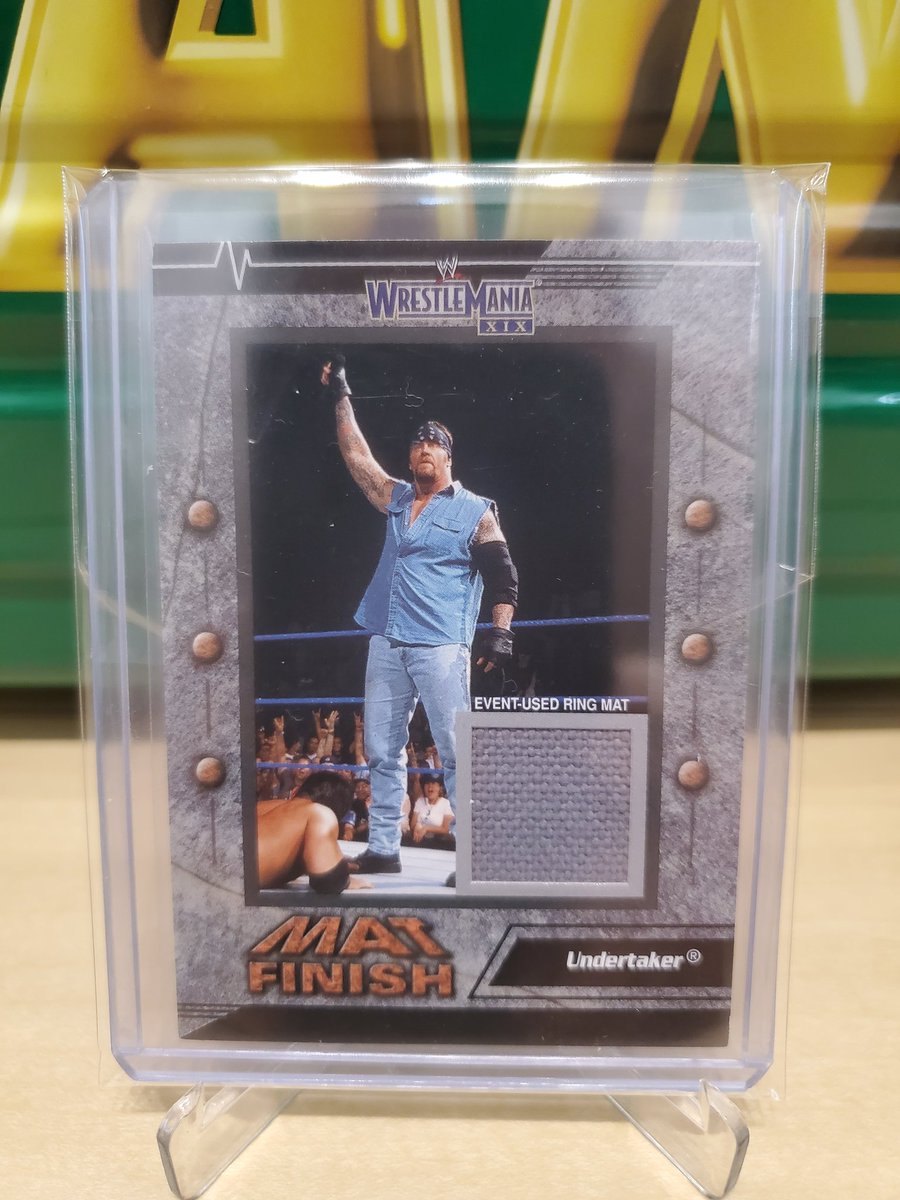 WRESTLEMANIA®
XIX
EVENT-USED RING MAT
MAT
FINISH
Undertaker®